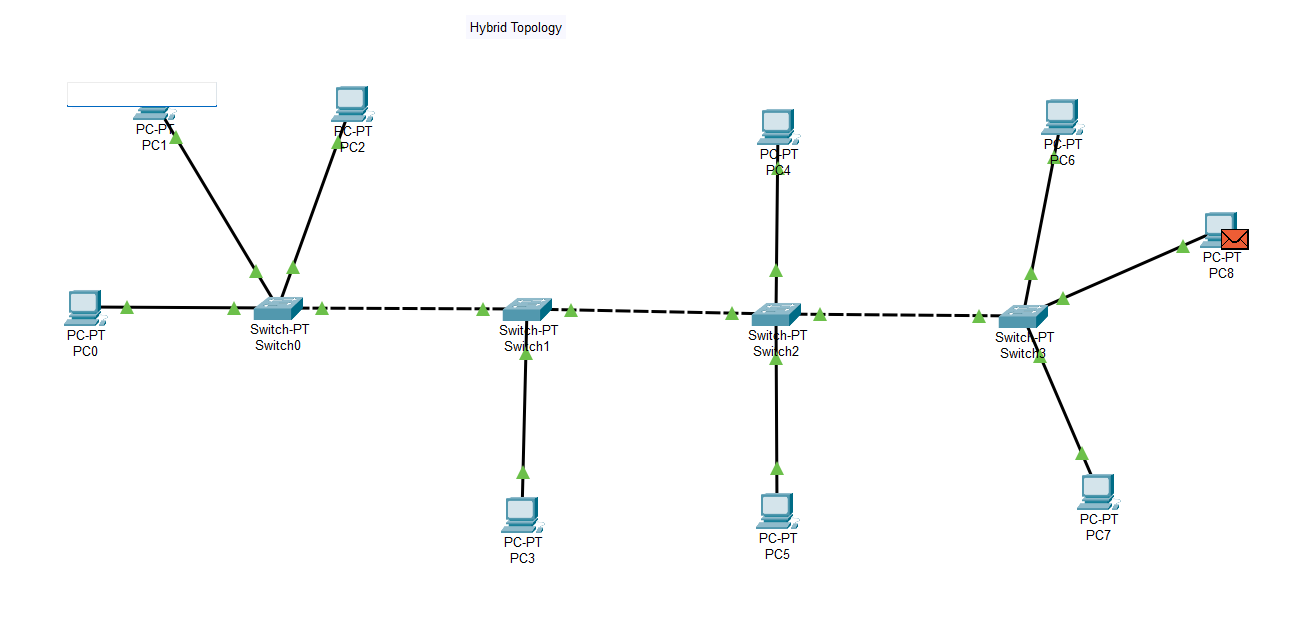 Hybrid Topology
PC-PT
PC1
PC-PT
PC2
PC-PT
PC4
PC-PT
PC6
PC-PT
PC8
PC-PT
PC0
Switch-PT
Switch0
Switch-PT
Switch1
Switch-PT
Switch2
Switch-PT
Switch3
PC-PT
PC3
PC-PT
PC5
PC-PT
PC7